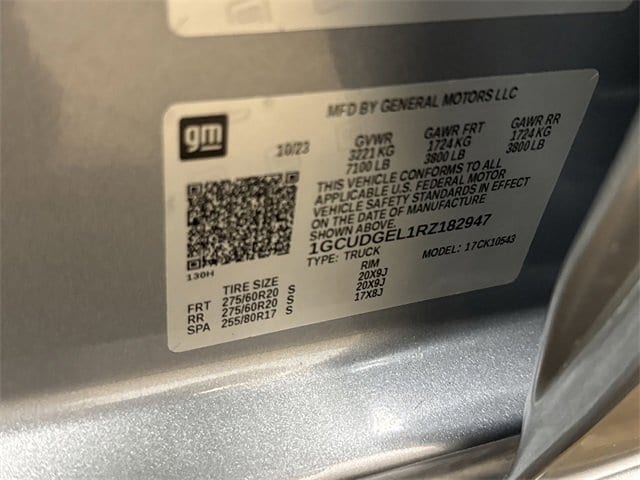 MFD BY GENERAL MOTORS LLC
gm
10/23 GVWR GAWR FRT GAWR RR
3221 KG 1724 KG 1724 KG
7100 LB 3800 LB 3800 LB
THIS VEHICLE CONFORMS TO ALL
APPLICABLE U.S. FEDERAL MOTOR
VEHICLE SAFETY STANDARDS IN EFFECT
ON THE DATE OF MANUFACTURE
1GCUDGEL1RZ182947
TYPE: TRUCK MODEL: 17CK10543
130H
TIRE SIZE RIM
FRT 275/60R20 S 20X9J
RR 275/60R20 S 20X9J
SPA 255/80R17 S 17X8J